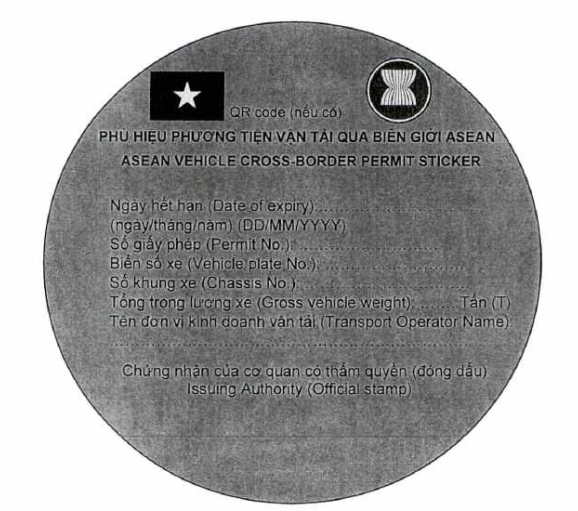 QR code (nếu có)
PHÙ HIỆU PHƯƠNG TIỆN VẬN TẢI QUA BIÊN GIỚI ASEAN
ASEAN VEHICLE CROSS-BORDER PERMIT STICKER
Ngày hết hạn (Date of expiry):..............................
(ngày/tháng/năm) (DD/MM/YYYY)
Số giấy phép (Permit No.):..........................
Biển số xe (Vehicle plate No.):..........................
Số khung xe (Chassis No.):..............................
Tổng trọng lượng xe (Gross vehicle weight): ....... Tấn (T)
Tên đơn vị kinh doanh vận tải (Transport Operator Name):
................................................................................
Chứng nhận của cơ quan có thẩm quyền (đóng dấu)
Issuing Authority (Official stamp)